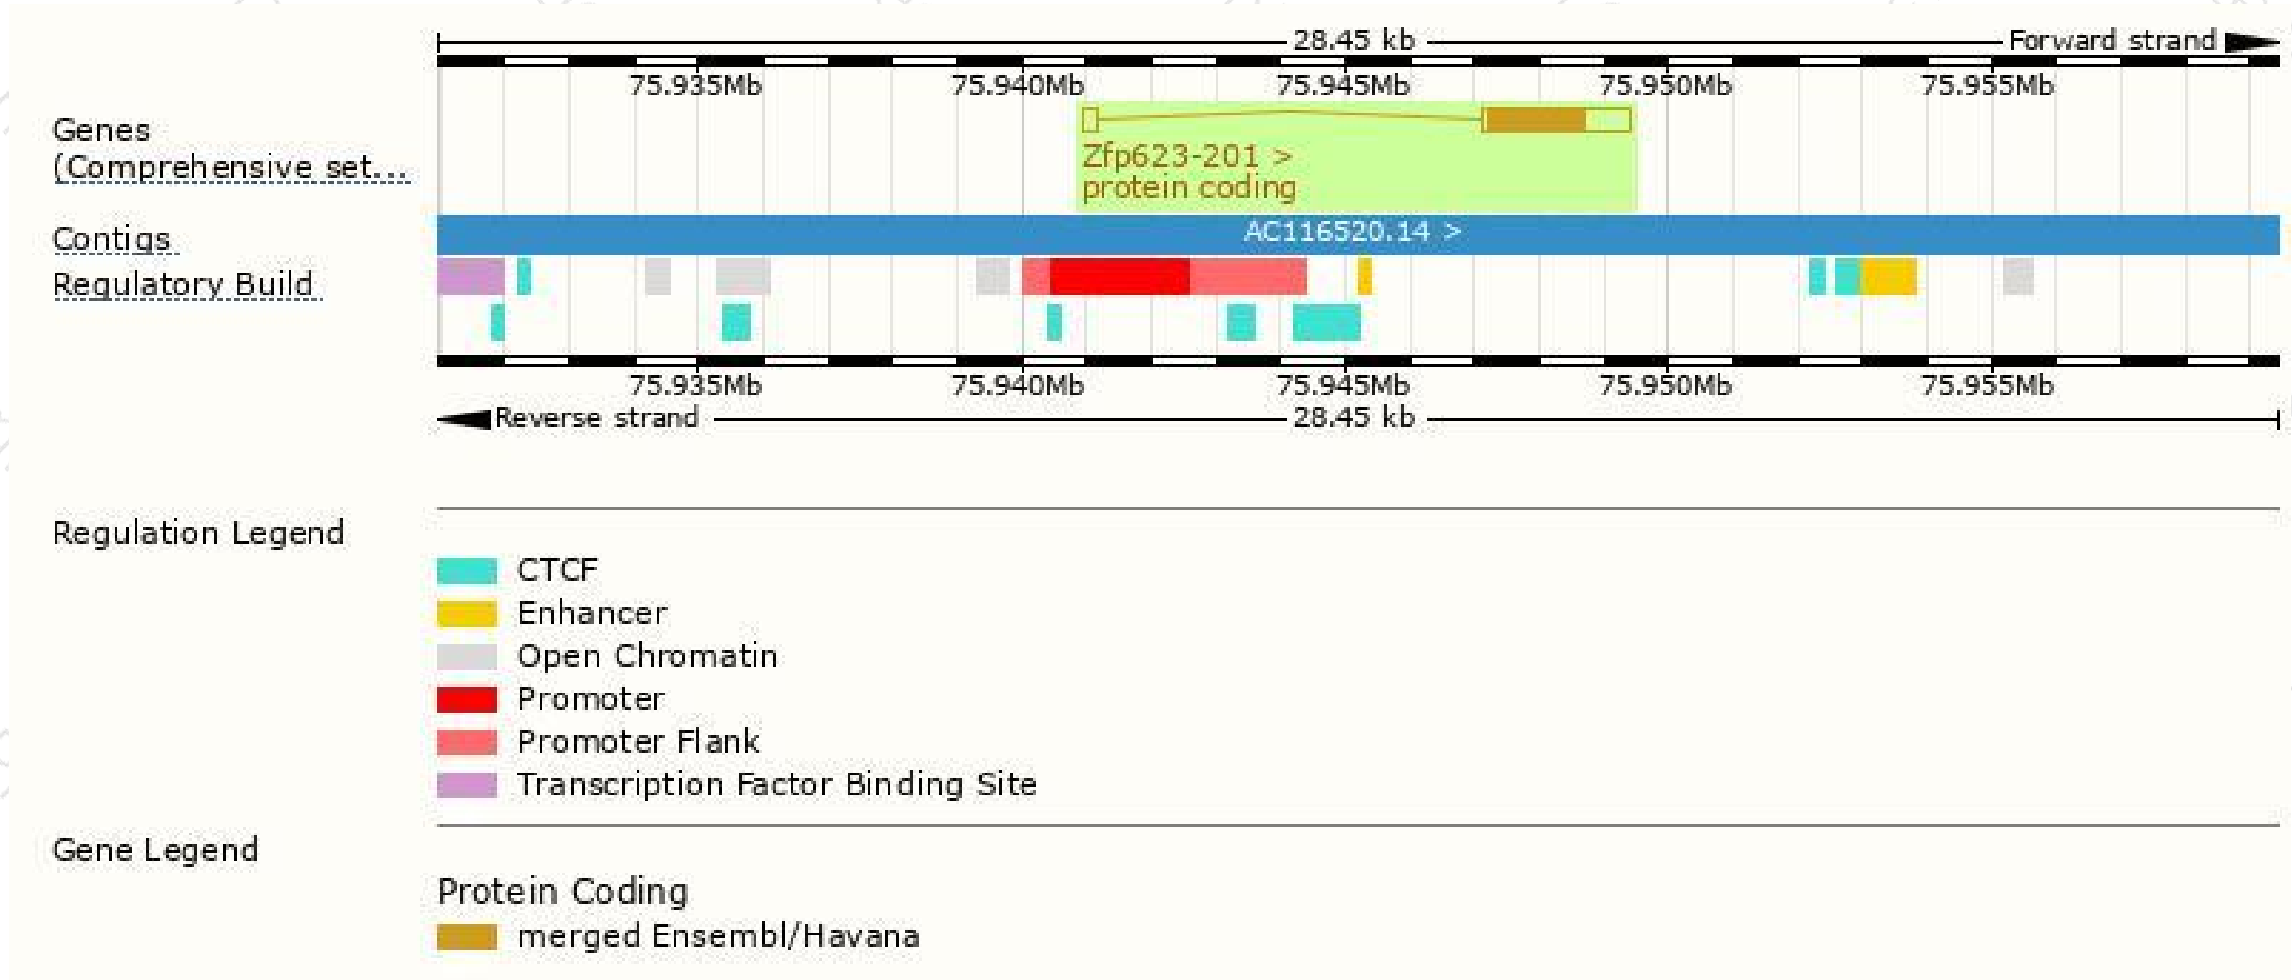 28.45 kb
Forward strand
75.935Mb 75.940Mb 75.945Mb 75.950Mb 75.955Mb
Genes
(Comprehensive set...
Zfp623-201 >
protein coding
Contigs
AC116520.14 >
Regulatory Build
75.935Mb 75.940Mb 75.945Mb 75.950Mb 75.955Mb
Reverse strand
28.45 kb
Regulation Legend
CTCF
Enhancer
Open Chromatin
Promoter
Promoter Flank
Transcription Factor Binding Site
Gene Legend
Protein Coding
merged Ensembl/Havana